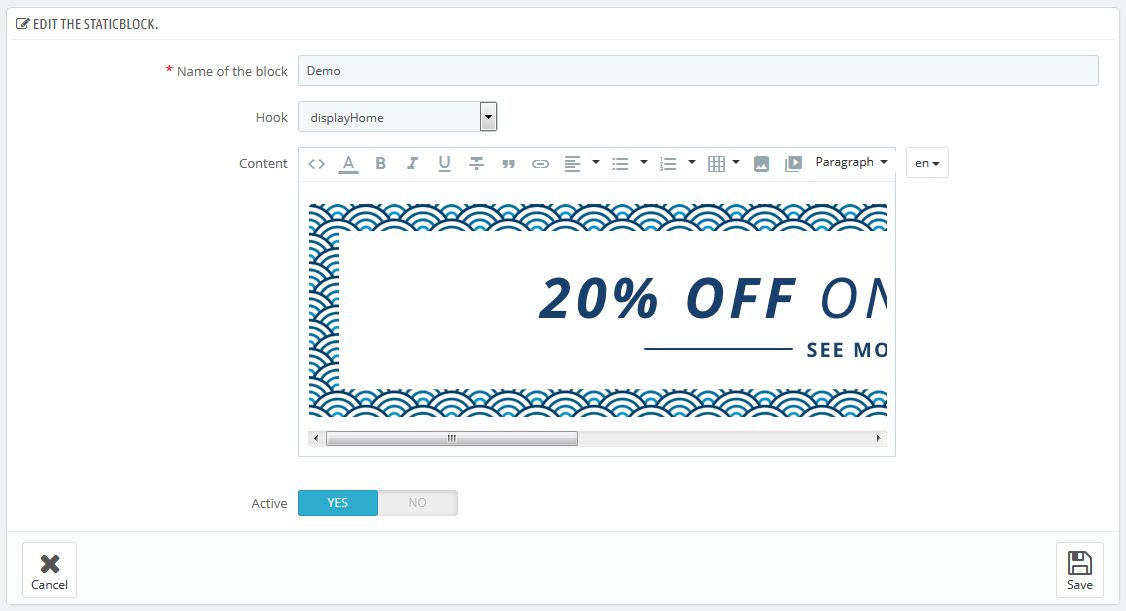 EDIT THE STATICBLOCK.
* Name of the block
Demo
Hook
displayHome
Content
A B I U
Paragraph
en
20% OFF ON
SEE MO
Active
YES
NO
Cancel
Save